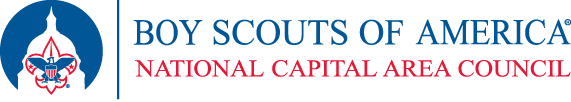 BOY SCOUTS OF AMERICA®
NATIONAL CAPITAL AREA COUNCIL